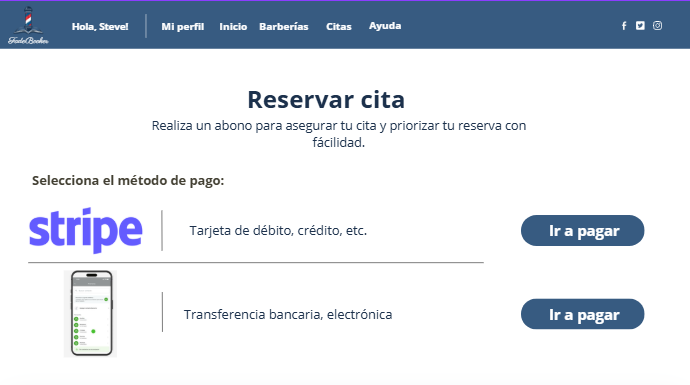 Hola, Steve!
Mi perfil
Inicio
Barberías
Citas
Ayuda
Reservar cita
Realiza un abono para asegurar tu cita y priorizar tu reserva con
fácilidad.
Selecciona el método de pago:
stripe
Tarjeta de débito, crédito, etc.
Ir a pagar
Transferencia bancaria, electrónica
Ir a pagar